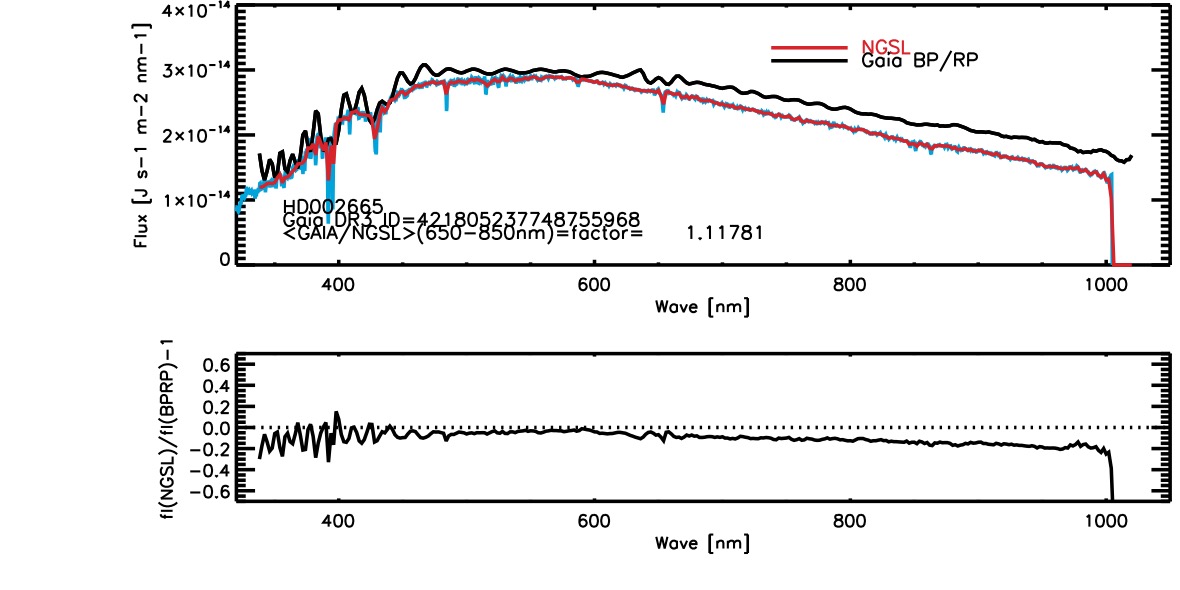 4×10−14
3×10−14
2×10−14
1×10−14
0
Flux [J s−1 m−2 nm−1]
NGSL
Gaia BP/RP
HD002665
Gaia DR3 ID=421805237748755968
<GAIA/NGSL>(650−850nm)=factor= 1.11781
400 600 800 1000
Wave [nm]
fl(NGSL)/fl(BPRP)−1
0.6
0.4
0.2
0.0
−0.2
−0.4
−0.6
400 600 800 1000
Wave [nm]